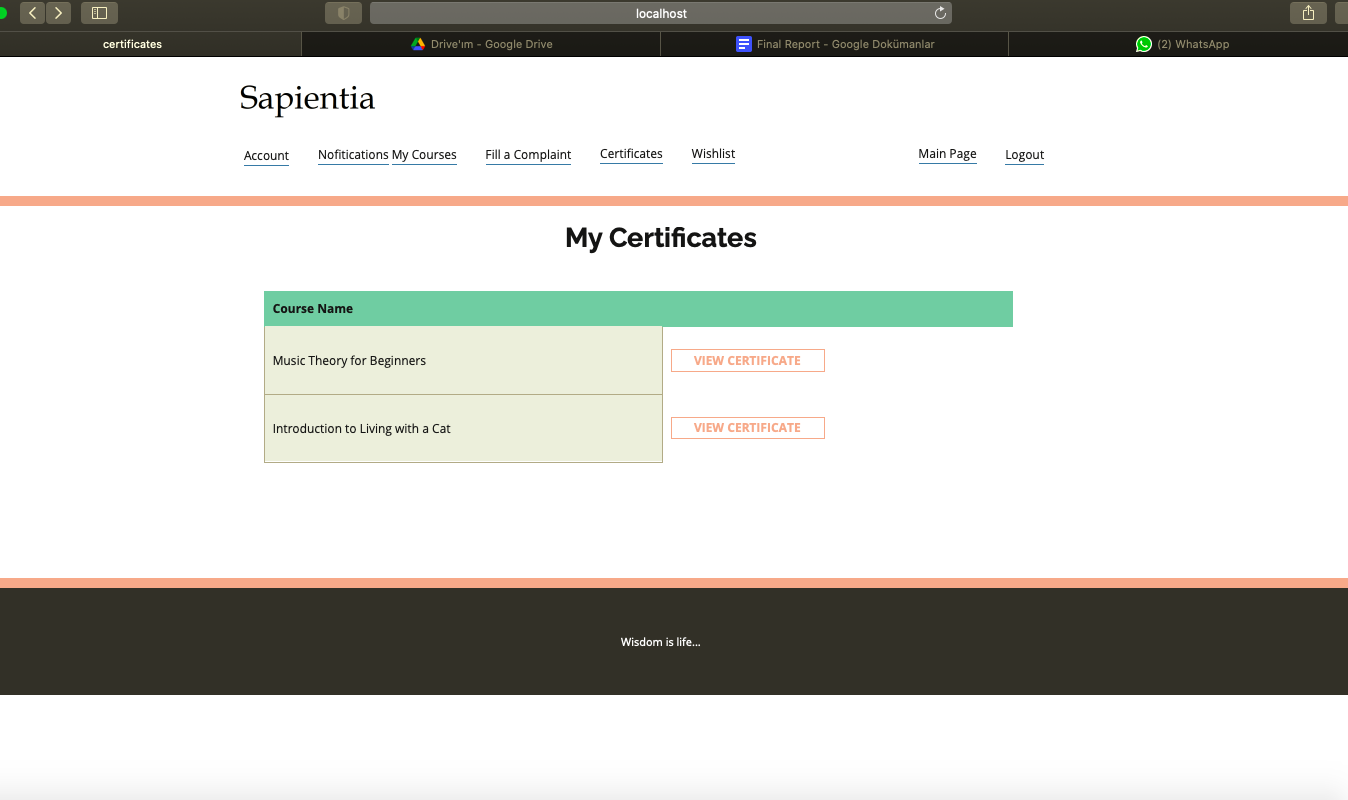 localhost
certificates
Drive'ım - Google Drive
Final Report - Google Dokümanlar
(2) WhatsApp
Sapientia
Account Nofitications My Courses Fill a Complaint Certificates Wishlist Main Page Logout
My Certificates
Course Name
Music Theory for Beginners VIEW CERTIFICATE
Introduction to Living with a Cat VIEW CERTIFICATE
Wisdom is life...